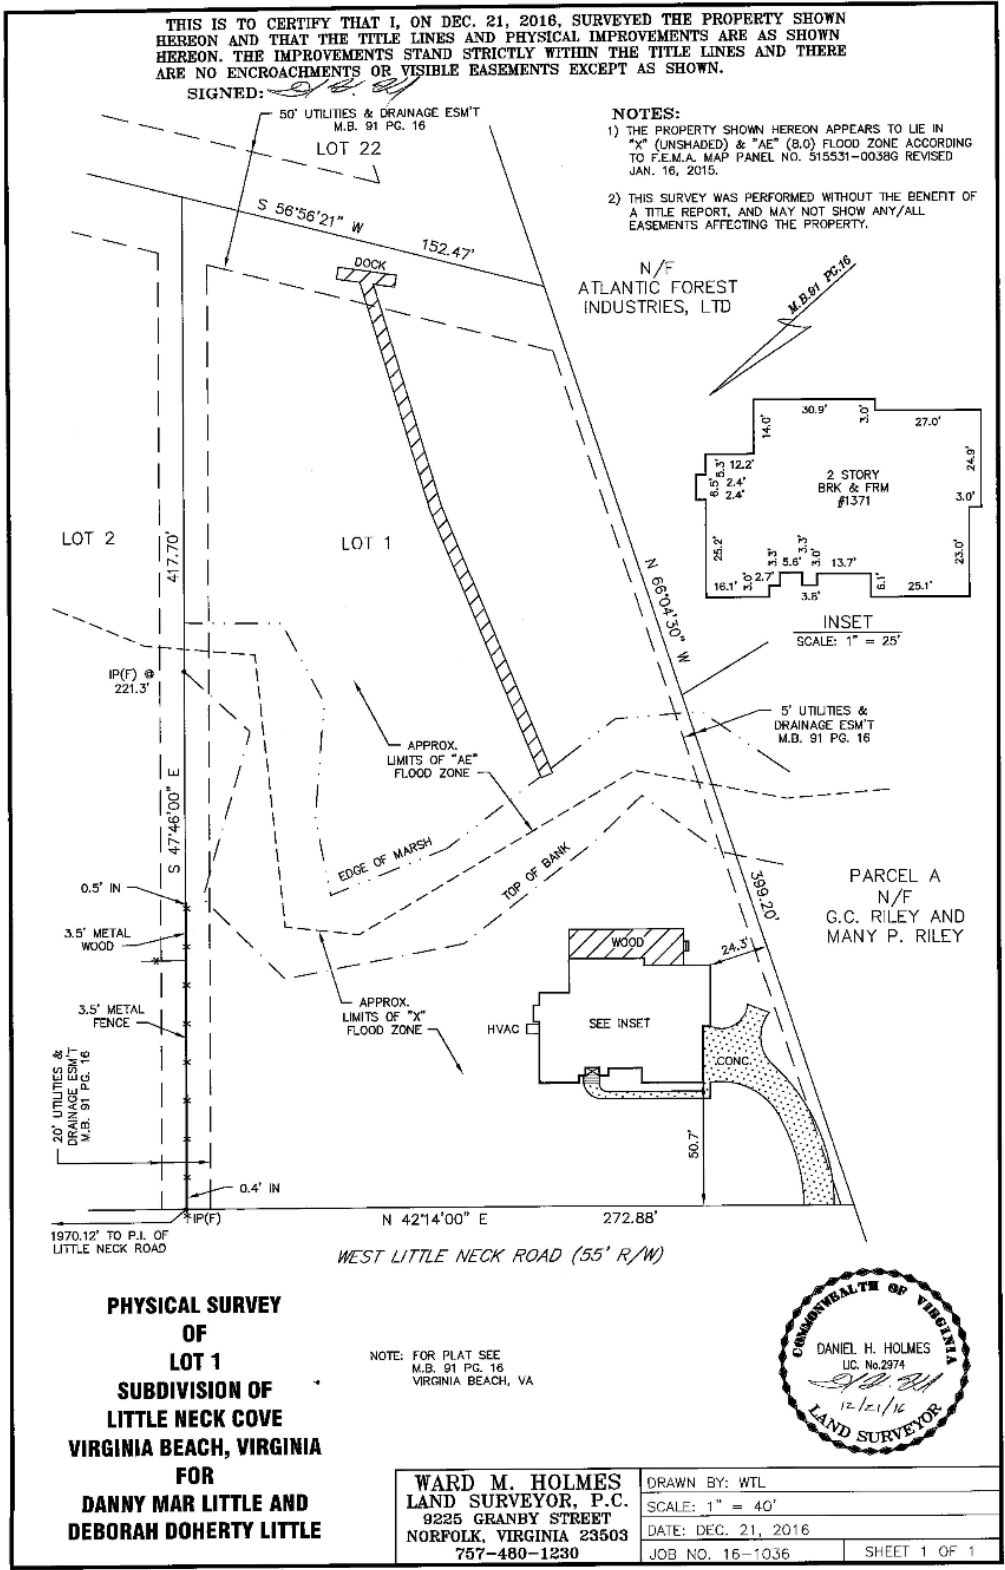 THIS IS TO CERTIFY THAT I, ON DEC. 21, 2016, SURVEYED THE PROPERTY SHOWN
HEREON AND THAT THE TITLE LINES AND PHYSICAL IMPROVEMENTS ARE AS SHOWN
HEREON. THE IMPROVEMENTS STAND STRICTLY WITHIN THE TITLE LINES AND THERE
ARE NO ENCROACHMENTS OR VISIBLE EASEMENTS EXCEPT AS SHOWN.
SIGNED:
50' UTILITIES & DRAINAGE ESM'T
M.B. 91 PG. 16
LOT 22
NOTES:
1) THE PROPERTY SHOWN HEREON APPEARS TO LIE IN
"X" (UNSHADED) & "AE" (8.0) FLOOD ZONE ACCORDING
TO F.E.M.A. MAP PANEL NO. 515531-0038G REVISED
JAN. 16, 2015.
2) THIS SURVEY WAS PERFORMED WITHOUT THE BENEFIT OF
A TITLE REPORT, AND MAY NOT SHOW ANY/ALL
EASEMENTS AFFECTING THE PROPERTY.
S 56°56'21" W
152.47'
DOCK
N/F
ATLANTIC FOREST
INDUSTRIES, LTD
M.B.91 PG.16
30.9'
3.0'
27.0'
14.0'
12.2'
5.3'
2.4'
6.5'
2.4'
2 STORY
BRK & FRM
#1371
24.9'
3.0'
25.2'
23.0'
16.1'
3.0'
2.7'
3.3'
5.6'
3.3'
3.0'
3.8'
13.7'
6.1'
25.1'
INSET
SCALE: 1" = 25'
LOT 2
417.70'
LOT 1
N 66°04'30" W
IP(F) @
221.3'
5' UTILITIES &
DRAINAGE ESM'T
M.B. 91 PG. 16
APPROX.
LIMITS OF "AE"
FLOOD ZONE
S 47°46'00" E
EDGE OF MARSH
TOP OF BANK
399.20'
PARCEL A
N/F
G.C. RILEY AND
MANY P. RILEY
0.5' IN
3.5' METAL
WOOD
WOOD
24.3'
3.5' METAL
FENCE
APPROX.
LIMITS OF "X"
FLOOD ZONE
HVAC
SEE INSET
CONC.
20' UTILITIES &
DRAINAGE ESM'T
M.B. 91 PG. 16
50.7'
0.4' IN
IP(F)
N 42°14'00" E
272.88'
1970.12' TO P.I. OF
LITTLE NECK ROAD
WEST LITTLE NECK ROAD (55' R/W)
PHYSICAL SURVEY
OF
LOT 1
SUBDIVISION OF
LITTLE NECK COVE
VIRGINIA BEACH, VIRGINIA
FOR
DANNY MAR LITTLE AND
DEBORAH DOHERTY LITTLE
NOTE: FOR PLAT SEE
M.B. 91 PG. 16
VIRGINIA BEACH, VA
COMMONWEALTH OF VIRGINIA
DANIEL H. HOLMES
LIC. No.2974
12/21/16
LAND SURVEYOR
WARD M. HOLMES
LAND SURVEYOR, P.C.
9225 GRANBY STREET
NORFOLK, VIRGINIA 23503
757-480-1230
DRAWN BY: WTL
SCALE: 1" = 40'
DATE: DEC. 21, 2016
JOB NO. 16-1036
SHEET 1 OF 1